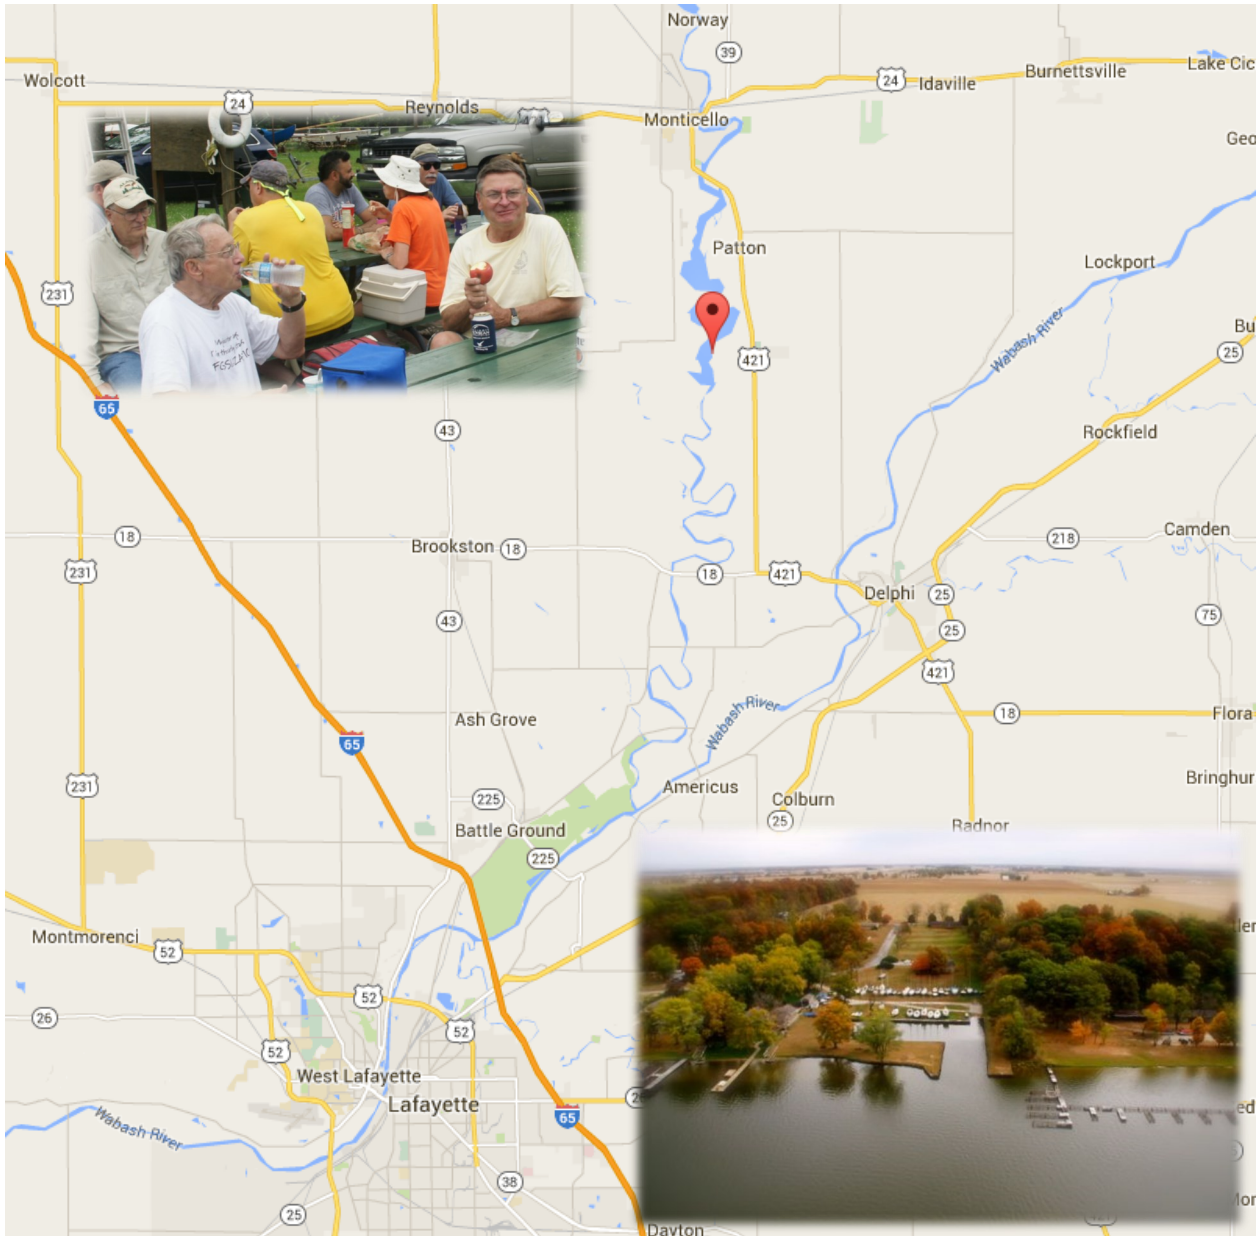 Norway
39
24
Idaville
Burnettsville
Lake Cic
Wolcott
24
Reynolds
Monticello
Geo
231
Patton
Lockport
Wabash River
Bu
25
421
65
43
Rockfield
18
Brookston
18
231
18
421
218
Camden
Delphi
25
75
43
25
421
Ash Grove
Wabash River
18
Flora
65
231
225
Americus
Colburn
Bringhur
25
Radnor
Battle Ground
225
Montmorenci
52
52
26
52
52
West Lafayette
Lafayette
65
Wabash River
38
25
Dayton